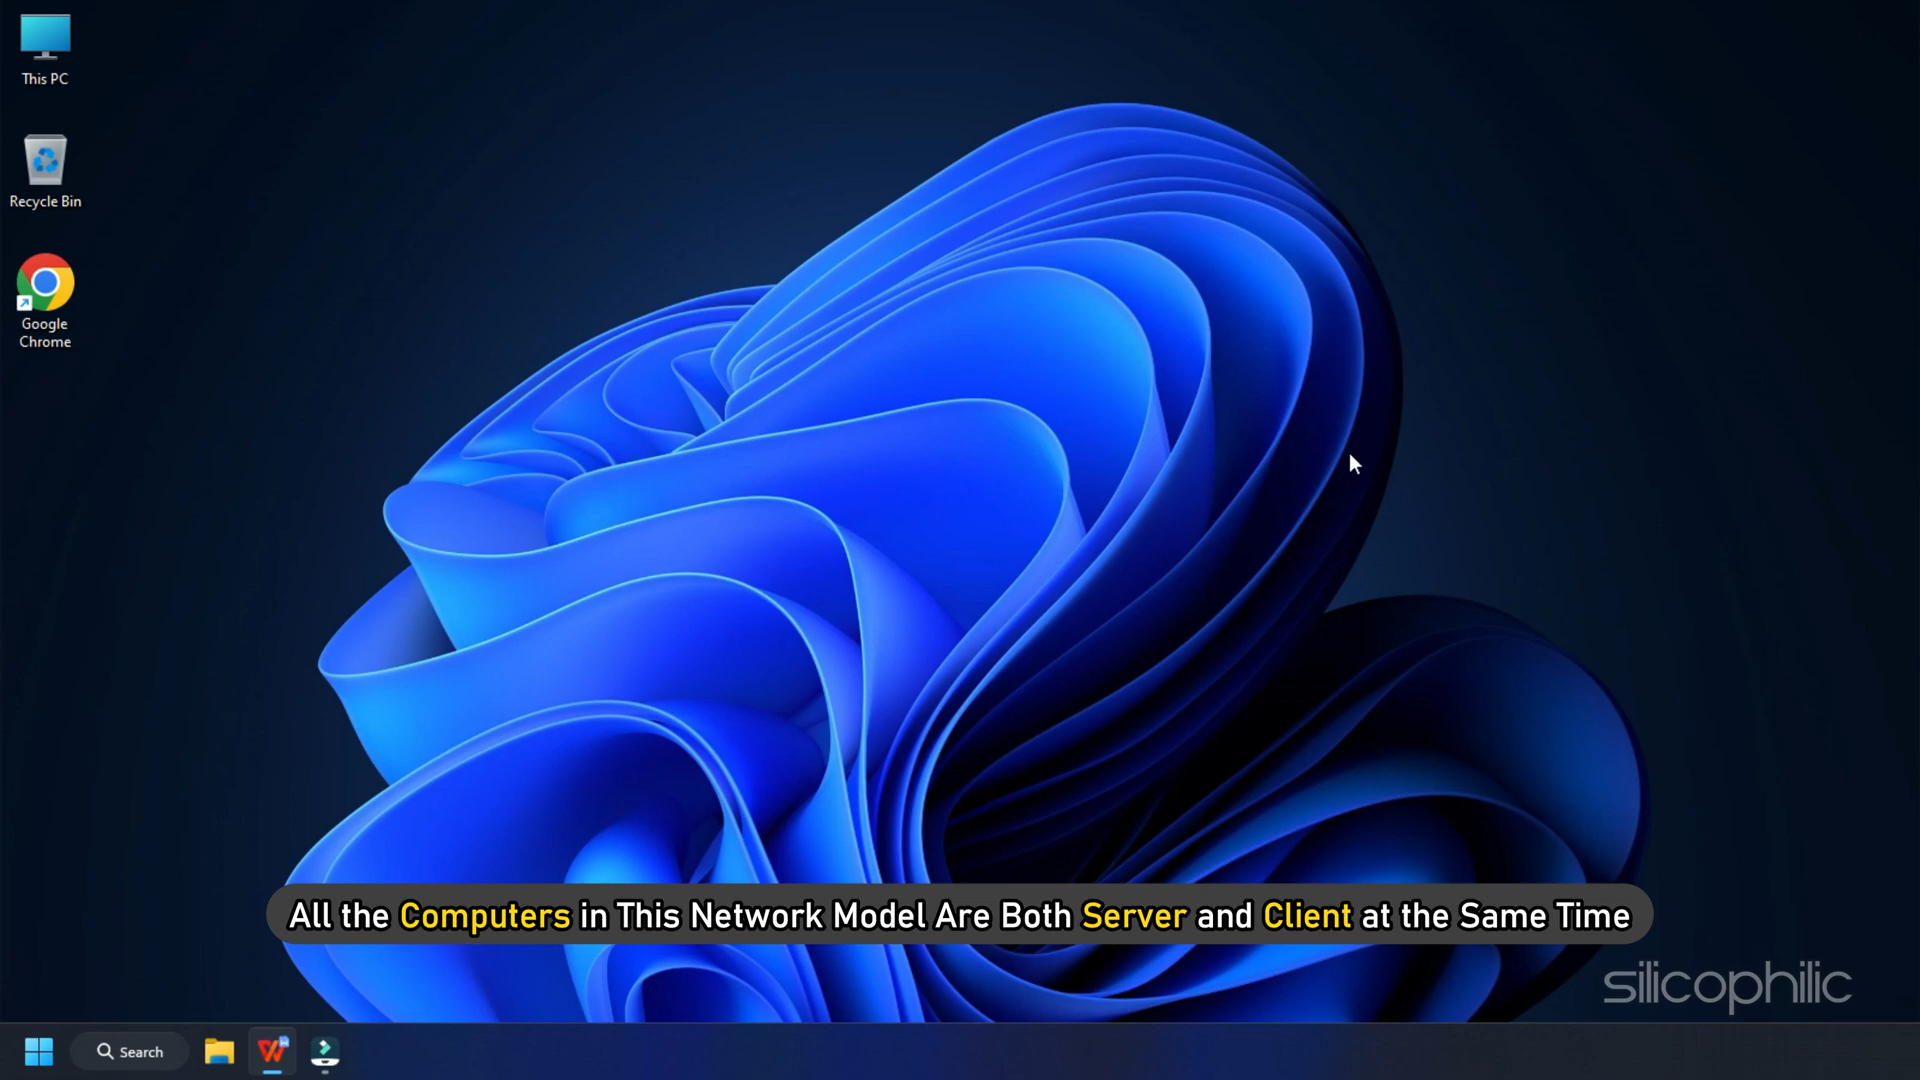 This PC
Recycle Bin
Google
Chrome
All the Computers in This Network Model Are Both Server and Client at the Same Time
silicophilic
Search